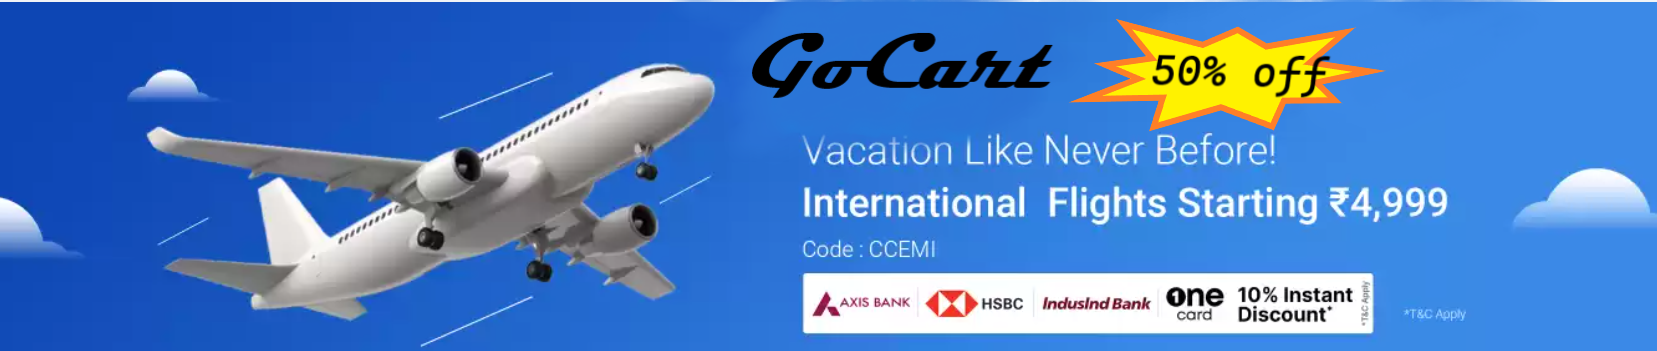 GoCart
50% off
Vacation Like Never Before!
International Flights Starting ₹4,999
Code : CCEMI
AXIS BANK
HSBC
IndusInd Bank
one
card
10% Instant
Discount*
*T&C Apply
*T&C Apply